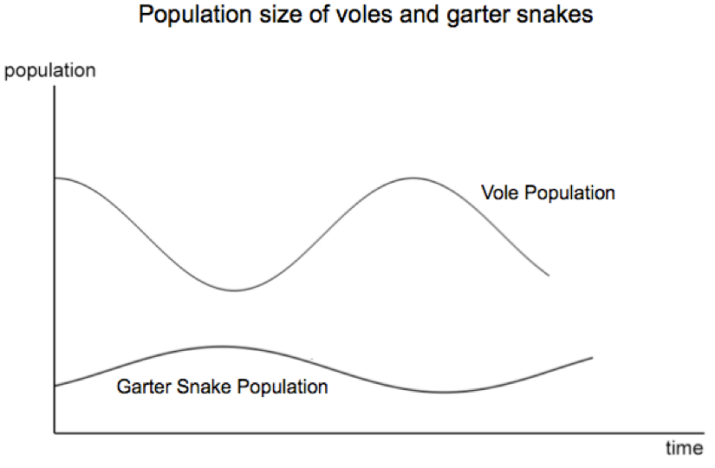 Population size of voles and garter snakes
population
Vole Population
Garter Snake Population
time